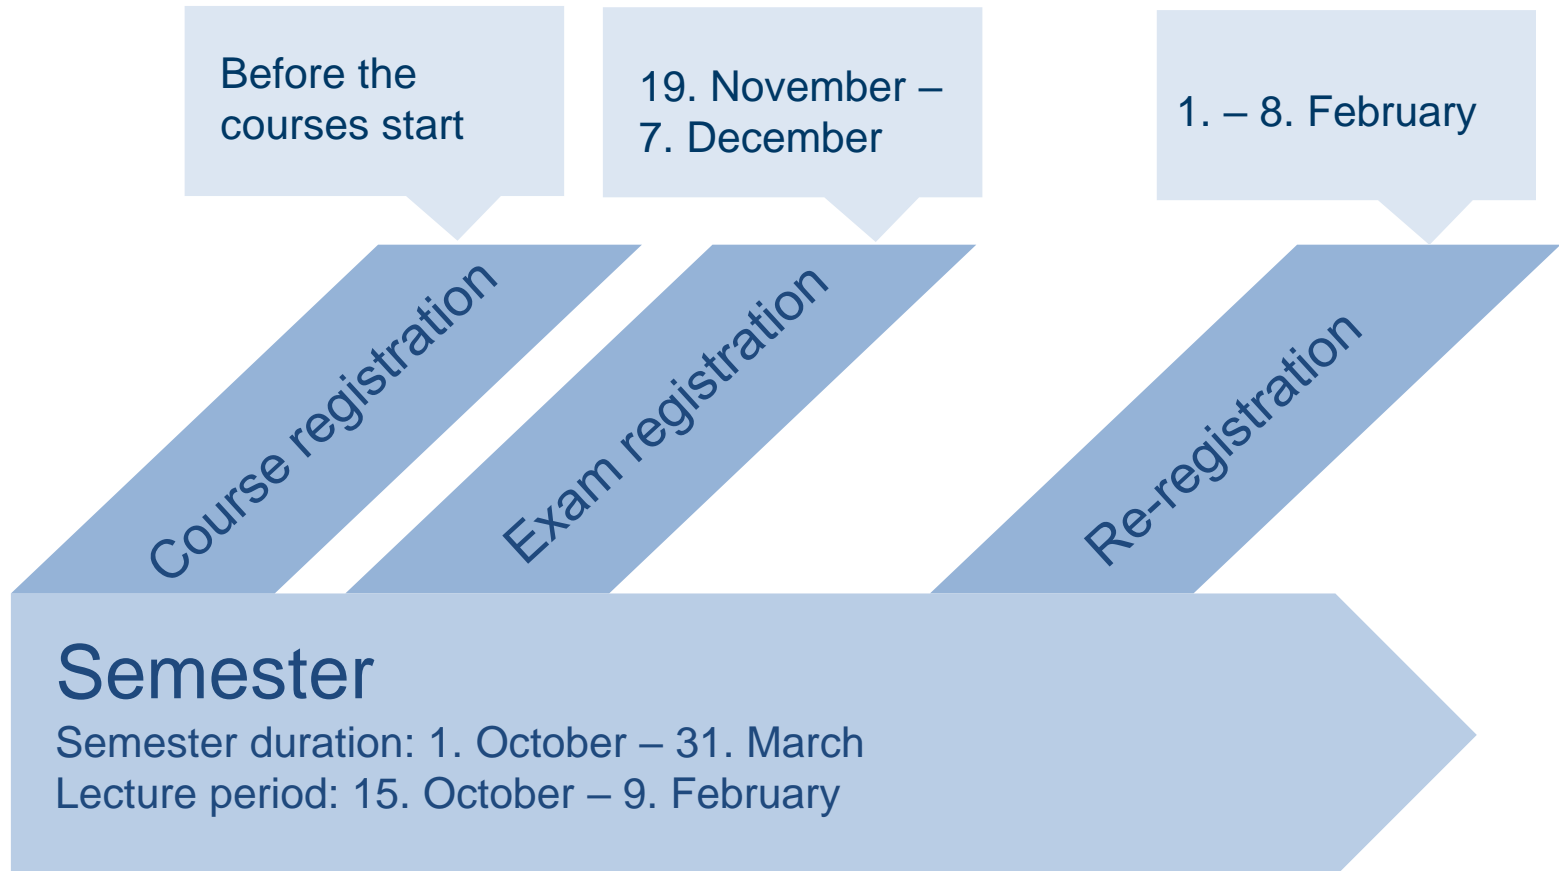 Before the
courses start
19. November –
7. December
1. – 8. February
Course registration
Exam registration
Re-registration
Semester
Semester duration: 1. October – 31. March
Lecture period: 15. October – 9. February